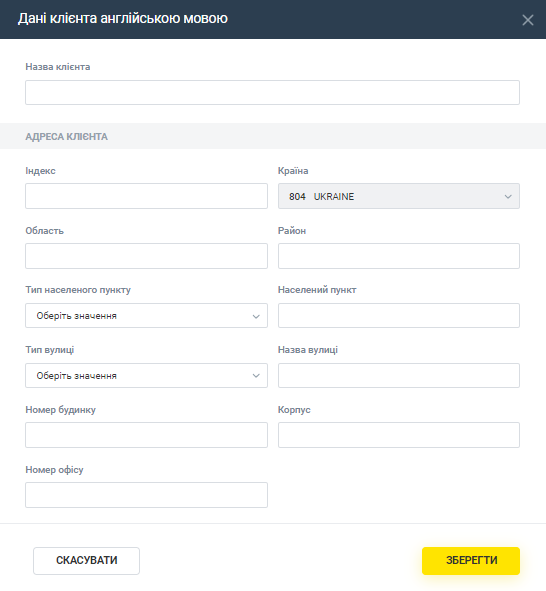 Дані клієнта англійською мовою
Назва клієнта
АДРЕСА КЛІЄНТА
Індекс
Країна
804 UKRAINE
Область
Район
Тип населеного пункту
Населений пункт
Оберіть значення
Тип вулиці
Назва вулиці
Оберіть значення
Номер будинку
Корпус
Номер офісу
СКАСУВАТИ
ЗБЕРЕГТИ